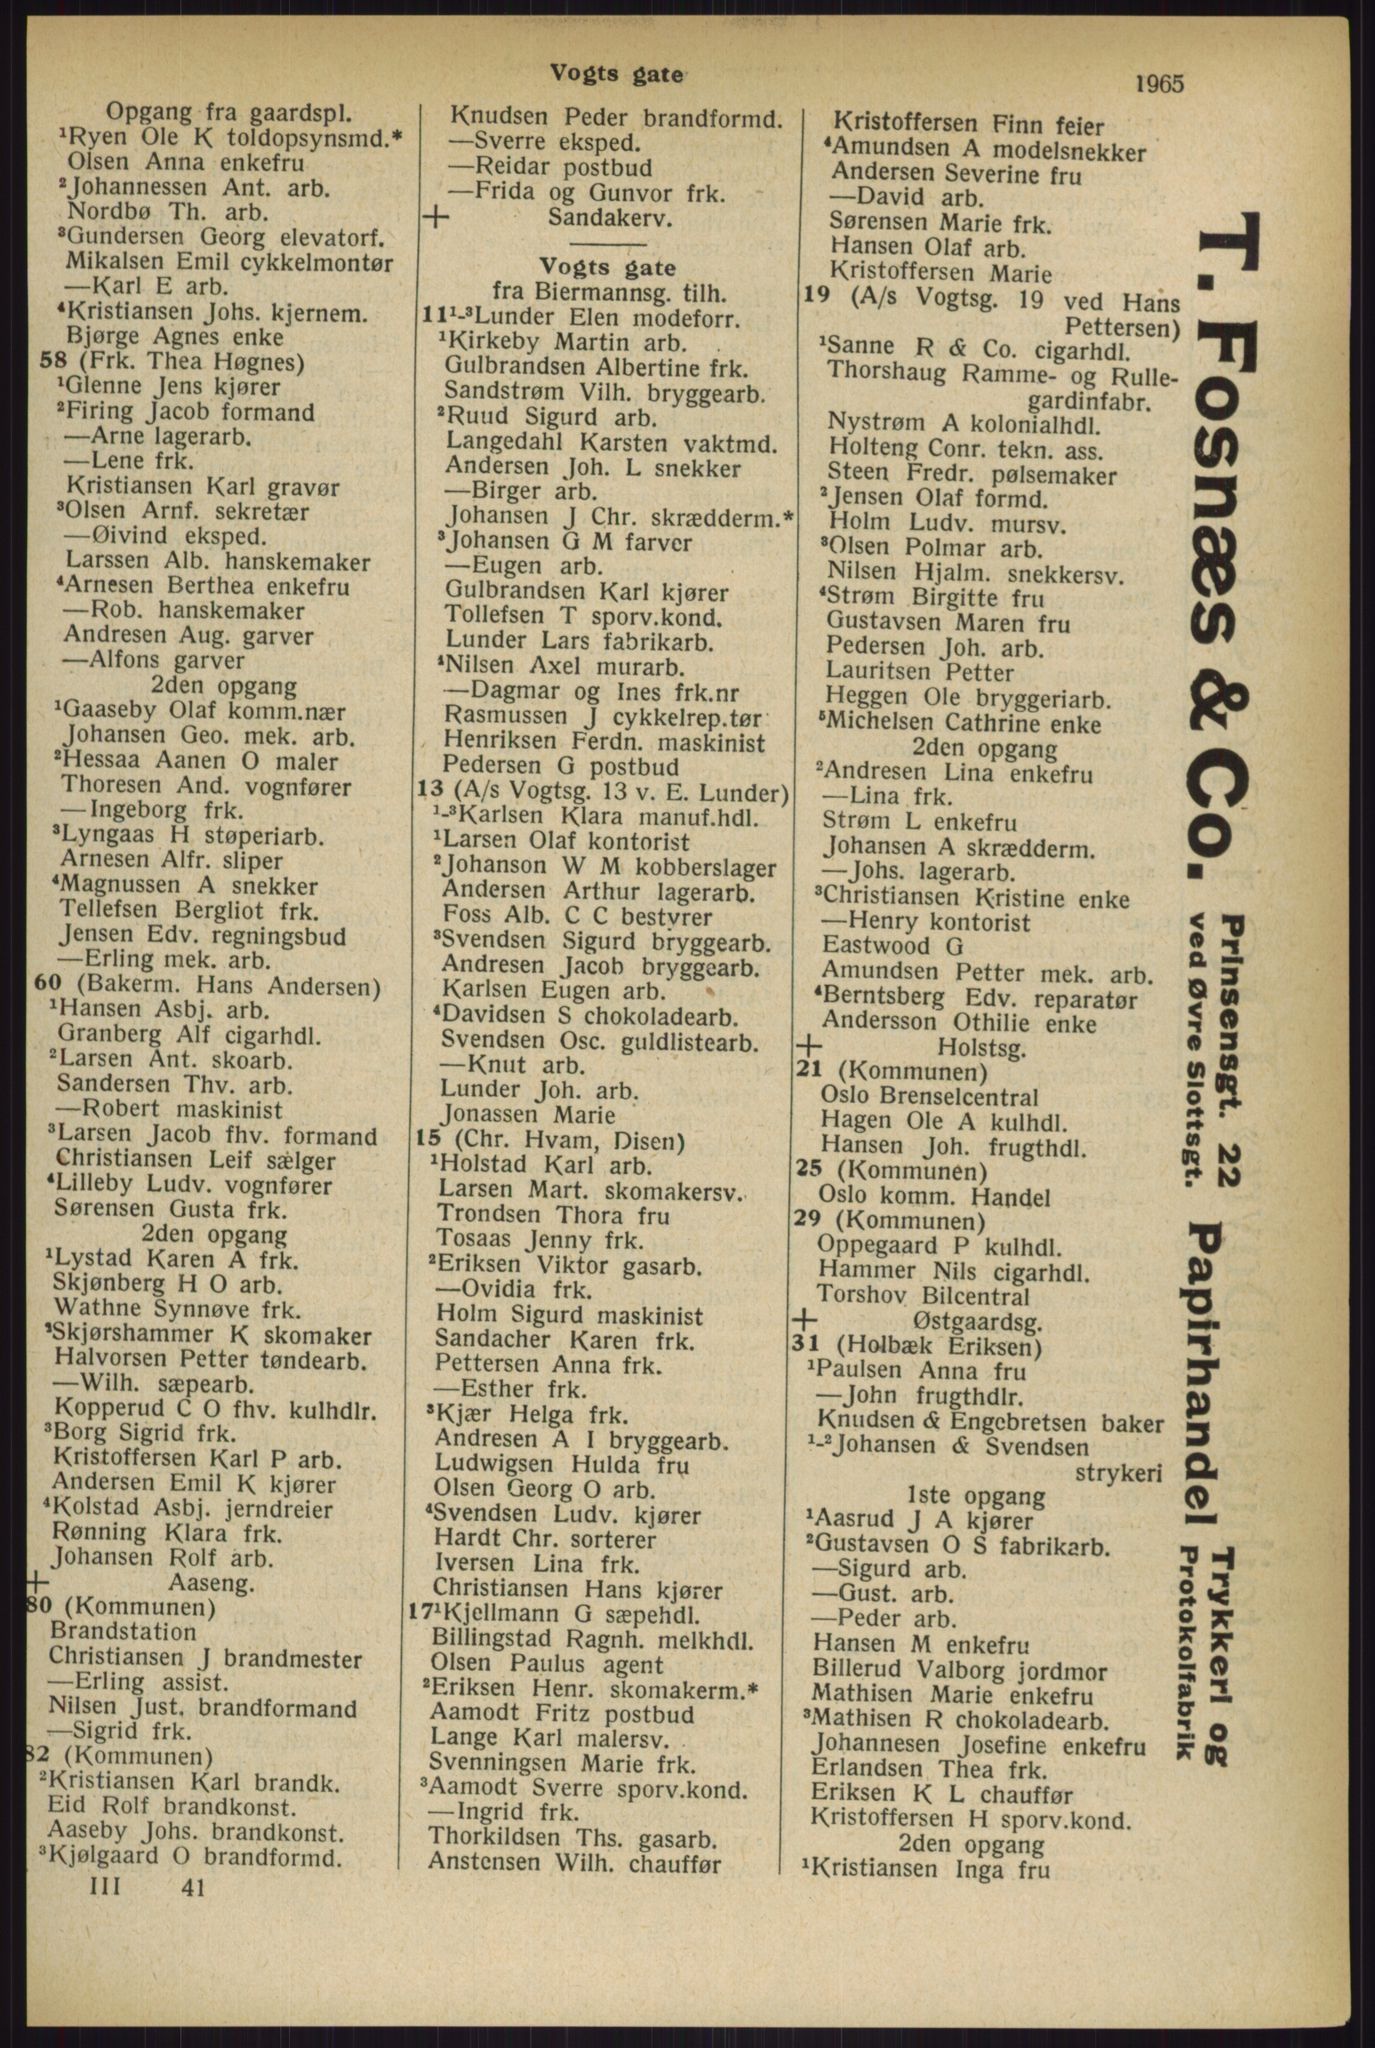 Vogts gate
1965
Opgang fra gaardspl.
¹Ryen Ole K toldopsynsmd.*
Olsen Anna enkefru
²Johannessen Ant. arb.
Nordbø Th. arb.
³Gundersen Georg elevatorf.
Mikalsen Emil cykkelmontør
—Karl E arb.
⁴Kristiansen Johs. kjernem.
Bjørge Agnes enke
58 (Frk. Thea Høgnes)
¹Glenne Jens kjører
²Firing Jacob formand
—Arne lagerarb.
—Lene frk.
Kristiansen Karl gravør
³Olsen Arnf. sekretær
—Øivind eksped.
Larssen Alb. hanskemaker
⁴Arnesen Berthea enkefru
—Rob. hanskemaker
Andresen Aug. garver
—Alfons garver
2den opgang
¹Gaaseby Olaf komm.nær
Johansen Geo. mek. arb.
²Hessaa Aanen O maler
Thoresen And. vognfører
—Ingeborg frk.
³Lyngaas H støperiarb.
Arnesen Alfr. sliper
⁴Magnussen A snekker
Tellefsen Bergliot frk.
Jensen Edv. regningsbud
—Erling mek. arb.
60 (Bakerm. Hans Andersen)
¹Hansen Asbj. arb.
Granberg Alf cigarhdl.
²Larsen Ant. skoarb.
Sandersen Thv. arb.
—Robert maskinist
³Larsen Jacob fhv. formand
Christiansen Leif sælger
⁴Lilleby Ludv. vognfører
Sørensen Gusta frk.
2den opgang
¹Lystad Karen A frk.
Skjønberg H O arb.
Wathne Synnøve frk.
²Skjørshammer K skomaker
Halvorsen Petter tøndearb.
—Wilh. sæpearb.
Kopperud C O fhv. kulhdlr.
³Borg Sigrid frk.
Kristoffersen Karl P arb.
Andersen Emil K kjører
⁴Kolstad Asbj. jerndreier
Rønning Klara frk.
Johansen Rolf arb.
+ Aaseng.
80 (Kommunen)
Brandstation
Christiansen J brandmester
—Erling assist.
Nilsen Just. brandformand
—Sigrid frk.
82 (Kommunen)
²Kristiansen Karl brandk.
Eid Rolf brandkonst.
Aaseby Johs. brandkonst.
³Kjølgaard O brandformd.
III 41
Knudsen Peder brandformd.
—Sverre eksped.
—Reidar postbud
—Frida og Gunvor frk.
+ Sandakerv.
Vogts gate
fra Biermannsg. tilh.
11¹-³Lunder Elen modeforr.
¹Kirkeby Martin arb.
Gulbrandsen Albertine frk.
Sandstrøm Vilh. bryggearb.
²Ruud Sigurd arb.
Langedahl Karsten vaktmd.
Andersen Joh. L snekker
—Birger arb.
Johansen J Chr. skrædderm.*
³Johansen G M farver
—Eugen arb.
Gulbrandsen Karl kjører
Tollefsen T sporv.kond.
Lunder Lars fabrikarb.
⁴Nilsen Axel murarb.
—Dagmar og Ines frk.nr
Rasmussen J cykkelrep.tør
Henriksen Ferdn. maskinist
Pedersen G postbud
13 (A/s Vogtsg. 13 v. E. Lunder)
¹-³Karlsen Klara manuf.hdl.
¹Larsen Olaf kontorist
²Johanson W M kobberslager
Andersen Arthur lagerarb.
Foss Alb. C C bestyrer
³Svendsen Sigurd bryggearb.
Andresen Jacob bryggearb.
Karlsen Eugen arb.
⁴Davidsen S chokoladearb.
Svendsen Osc. guldlistearb.
—Knut arb.
Lunder Joh. arb.
Jonassen Marie
15 (Chr. Hvam, Disen)
¹Holstad Karl arb.
Larsen Mart. skomakersv.
Trondsen Thora fru
Tosaas Jenny frk.
²Eriksen Viktor gasarb.
—Ovidia frk.
Holm Sigurd maskinist
Sandacher Karen frk.
Pettersen Anna frk.
—Esther frk.
³Kjær Helga frk.
Andresen A I bryggearb.
Ludwigsen Hulda fru
Olsen Georg O arb.
⁴Svendsen Ludv. kjører
Hardt Chr. sorterer
Iversen Lina frk.
Christiansen Hans kjører
17¹Kjellmann G sæpehdl.
Billingstad Ragnh. melkhdl.
Olsen Paulus agent
²Eriksen Henr. skomakerm.*
Aamodt Fritz postbud
Lange Karl malersv.
Svenningsen Marie frk.
³Aamodt Sverre sporv.kond.
—Ingrid frk.
Thorkildsen Ths. gasarb.
Anstensen Wilh. chauffør
Kristoffersen Finn feier
⁴Amundsen A modelsnekker
Andersen Severine fru
—David arb.
Sørensen Marie frk.
Hansen Olaf arb.
Kristoffersen Marie
19 (A/s Vogtsg. 19 ved Hans
Pettersen)
¹Sanne R & Co. cigarhdl.
Thorshaug Ramme- og Rulle-
gardinfabr.
Nystrøm A kolonialhdl.
Holteng Conr. tekn. ass.
Steen Fredr. pølsemaker
²Jensen Olaf formd.
Holm Ludv. mursv.
³Olsen Polmar arb.
Nilsen Hjalm. snekkersv.
⁴Strøm Birgitte fru
Gustavsen Maren fru
Pedersen Joh. arb.
Lauritsen Petter
Heggen Ole bryggeriarb.
⁵Michelsen Cathrine enke
2den opgang
²Andresen Lina enkefru
—Lina frk.
Strøm L enkefru
Johansen A skrædderm.
—Johs. lagerarb.
³Christiansen Kristine enke
—Henry kontorist
Eastwood G
Amundsen Petter mek. arb.
⁴Berntsberg Edv. reparatør
Andersson Othilie enke
+ Holstsg.
21 (Kommunen)
Oslo Brenselcentral
Hagen Ole A kulhdl.
Hansen Joh. frugthdl.
25 (Kommunen)
Oslo komm. Handel
29 (Kommunen)
Oppegaard P kulhdl.
Hammer Nils cigarhdl.
Torshov Bilcentral
+ Østgaardsg.
31 (Holbæk Eriksen)
¹Paulsen Anna fru
—John frugthdlr.
Knudsen & Engebretsen baker
¹-²Johansen & Svendsen
strykeri
1ste opgang
¹Aasrud J A kjører
²Gustavsen O S fabrikarb.
—Sigurd arb.
—Gust. arb.
—Peder arb.
Hansen M enkefru
Billerud Valborg jordmor
Mathisen Marie enkefru
³Mathisen R chokoladearb.
Johannesen Josefine enkefru
Erlandsen Thea frk.
Eriksen K L chauffør
Kristoffersen H sporv.kond.
2den opgang
¹Kristiansen Inga fru
T. Fosnæs & Co.
Prinsensgt. 22
ved Øvre Slottsgt.
Papirhandel
Trykkeri og
Protokolfabrik